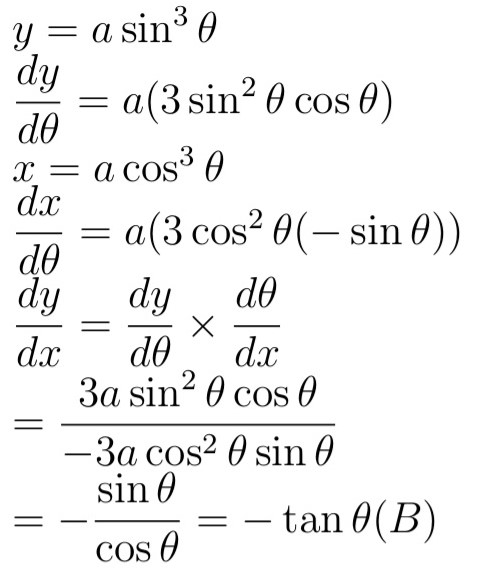 y = a sin³ θ
dy/dθ = a(3 sin² θ cos θ)
x = a cos³ θ
dx/dθ = a(3 cos² θ(− sin θ))
dy/dx = dy/dθ × dθ/dx
= 3a sin² θ cos θ / −3a cos² θ sin θ
= − sin θ / cos θ = − tan θ(B)